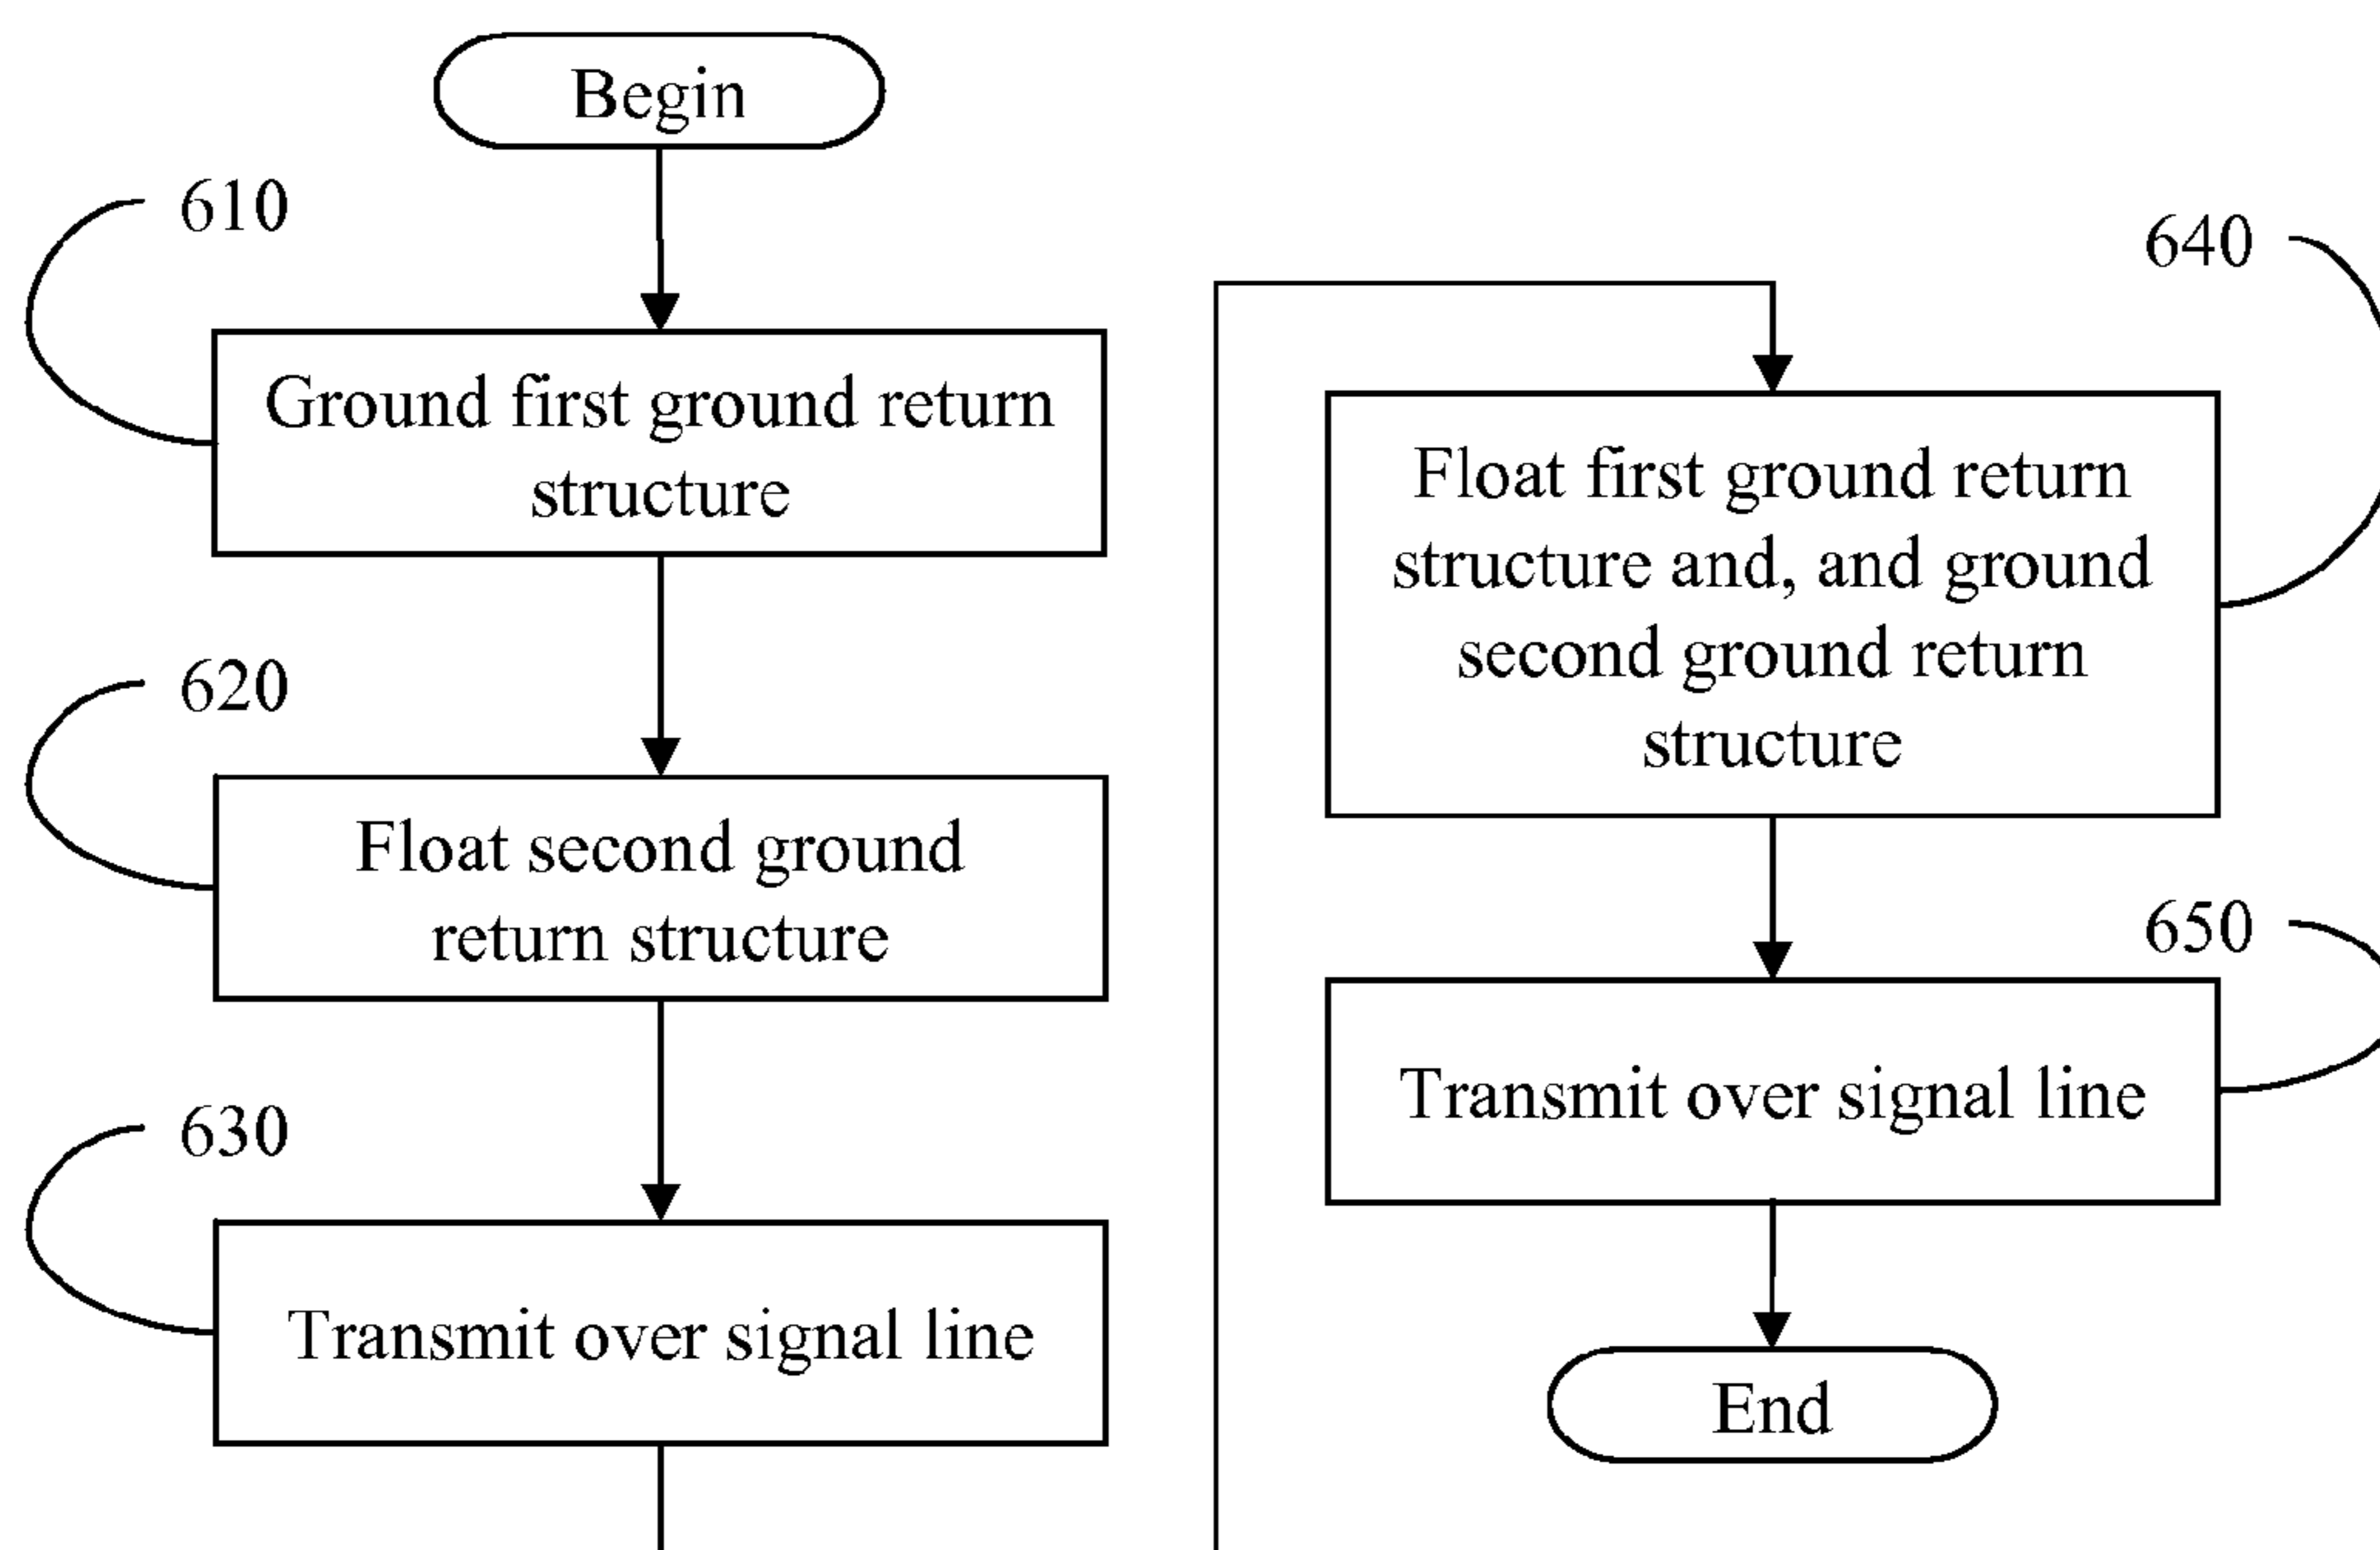 Begin
610
Ground first ground return
structure
620
Float second ground
return structure
630
Transmit over signal line
640
Float first ground return
structure and, and ground
second ground return
structure
650
Transmit over signal line
End